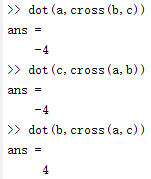 >> dot(a,cross(b,c))
ans =
-4
>> dot(c,cross(a,b))
ans =
-4
>> dot(b,cross(a,c))
ans =
4